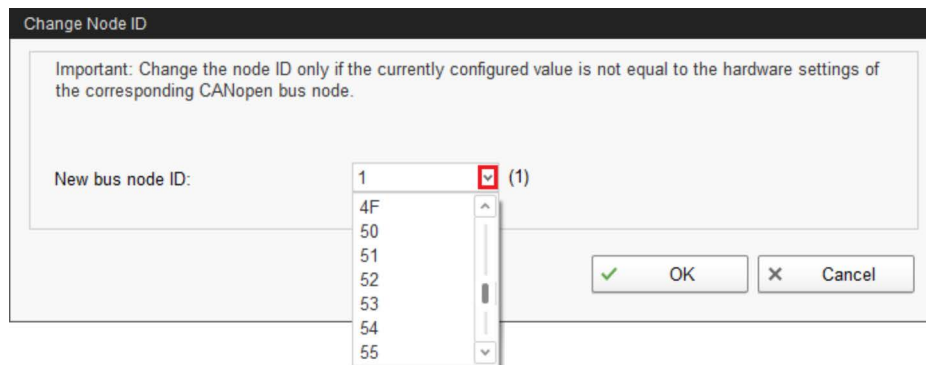 Change Node ID
Important: Change the node ID only if the currently configured value is not equal to the hardware settings of
the corresponding CANopen bus node.
New bus node ID: 1 (1)
4F
50
51
52
53
54
55
OK Cancel